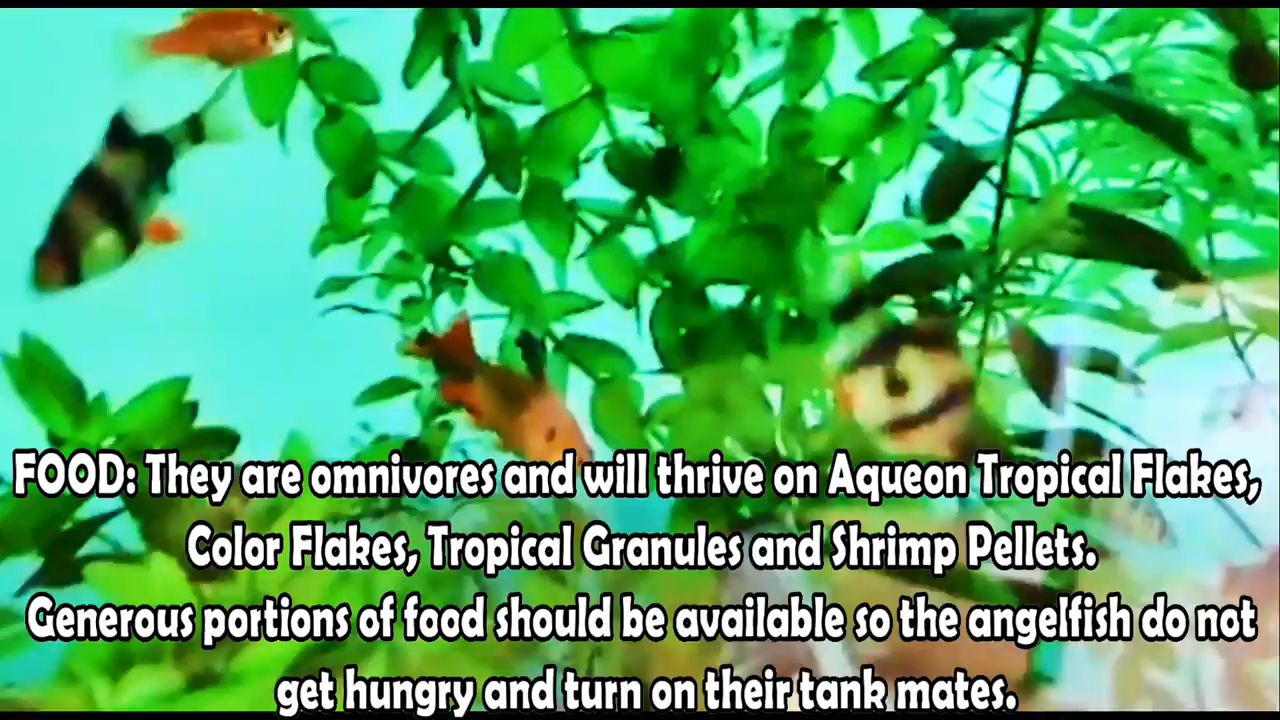 FOOD: They are omnivores and will thrive on Aqueon Tropical Flakes,
Color Flakes, Tropical Granules and Shrimp Pellets.
Generous portions of food should be available so the angelfish do not
get hungry and turn on their tank mates.